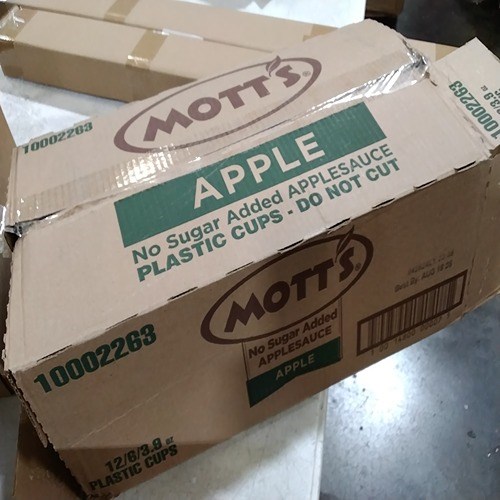 10002263
MOTT'S
APPLE
No Sugar Added APPLESAUCE
PLASTIC CUPS - DO NOT CUT
10002263
10002263
MOTT'S
No Sugar Added
APPLESAUCE
APPLE
12/6/3.9 oz
PLASTIC CUPS